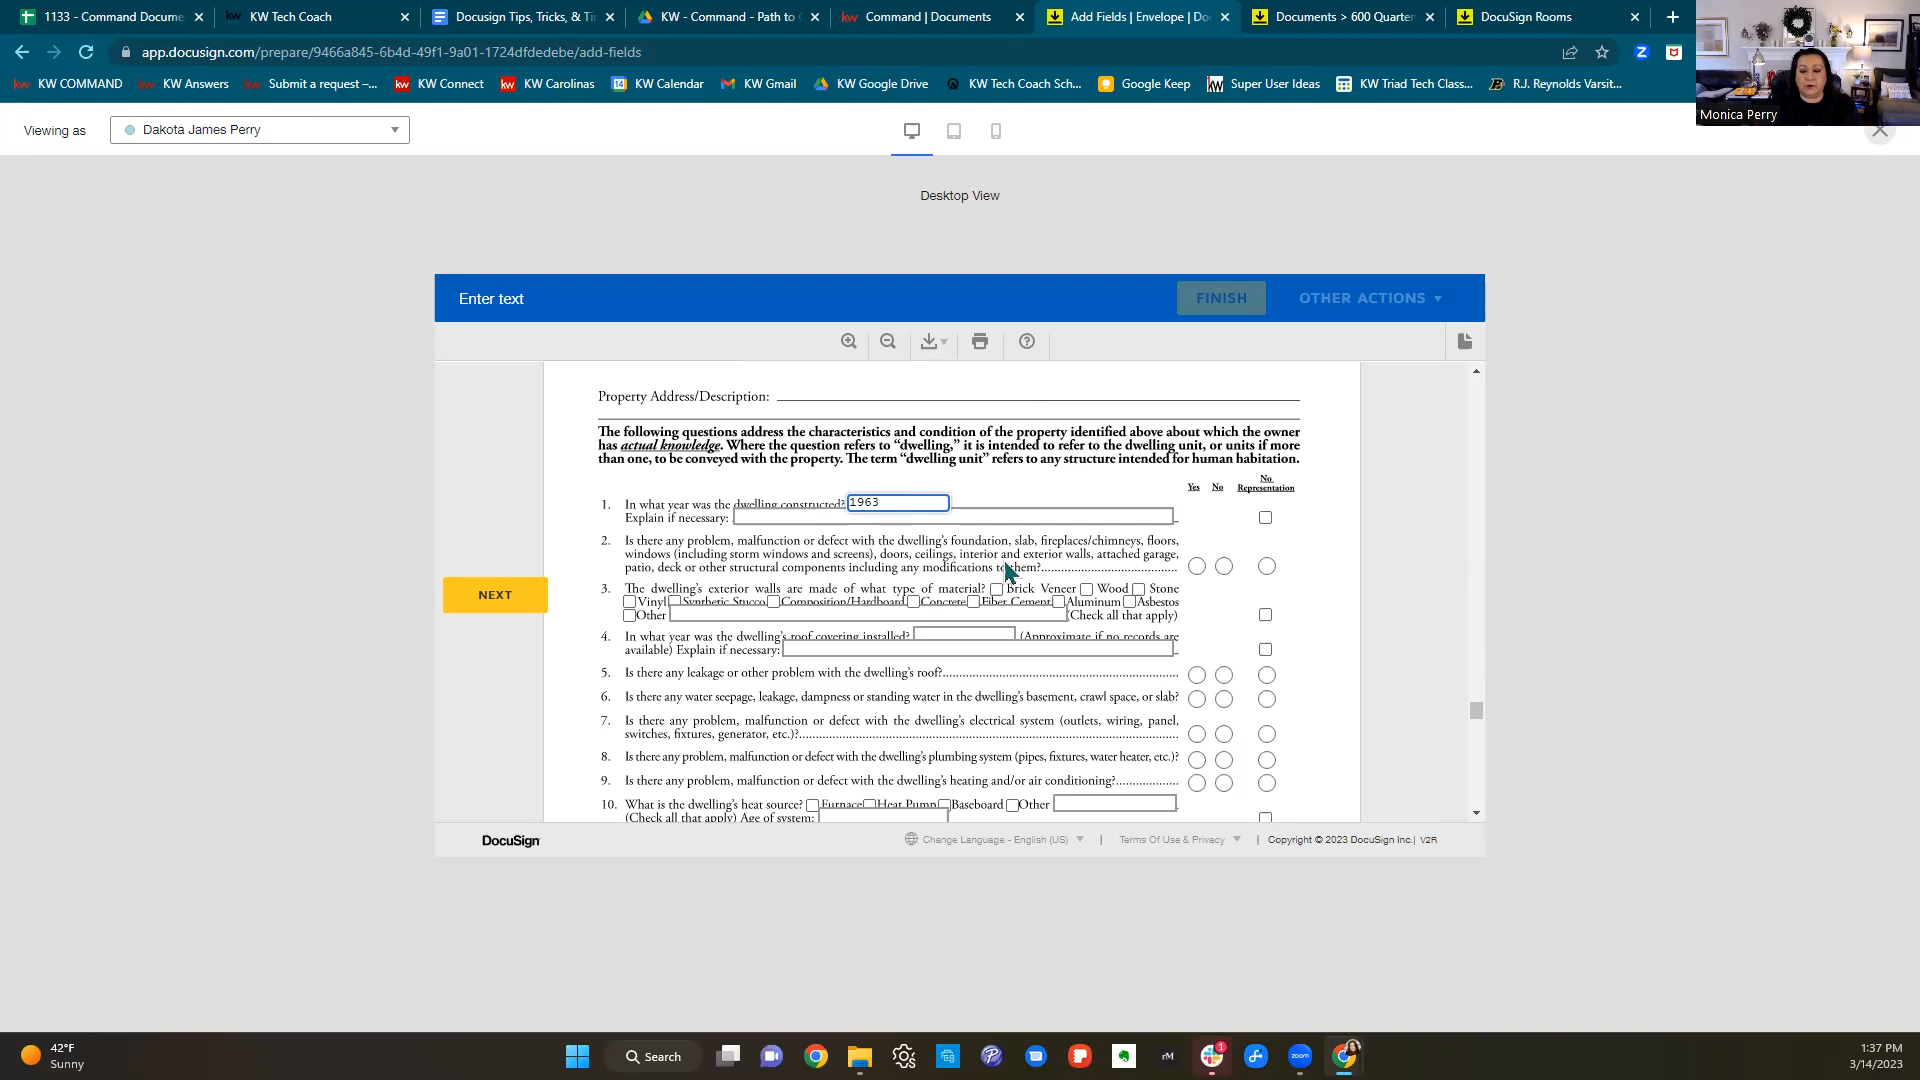 1133 - Command Docume
KW Tech Coach
Docusign Tips, Tricks, & Ti
KW - Command - Path to
Command | Documents
Add Fields | Envelope | Do
Documents > 600 Quarter
DocuSign Rooms
app.docusign.com/prepare/9466a845-6b4d-49f1-9a01-1724dfdedebe/add-fields
KW COMMAND
KW Answers
Submit a request –...
KW Connect
KW Carolinas
KW Calendar
KW Gmail
KW Google Drive
KW Tech Coach Sch...
Google Keep
Super User Ideas
KW Triad Tech Class...
R.J. Reynolds Varsit...
Monica Perry
Viewing as
Dakota James Perry
Desktop View
Enter text
FINISH
OTHER ACTIONS
Property Address/Description:
The following questions address the characteristics and condition of the property identified above about which the owner
has actual knowledge. Where the question refers to “dwelling,” it is intended to refer to the dwelling unit, or units if more
than one, to be conveyed with the property. The term “dwelling unit” refers to any structure intended for human habitation.
Yes No No Representation
1. In what year was the dwelling constructed? 1963
Explain if necessary:
2. Is there any problem, malfunction or defect with the dwelling’s foundation, slab, fireplaces/chimneys, floors,
windows (including storm windows and screens), doors, ceilings, interior and exterior walls, attached garage,
patio, deck or other structural components including any modifications to them?
3. The dwelling’s exterior walls are made of what type of material? Brick Veneer Wood Stone
Vinyl Synthetic Stucco Composition/Hardboard Concrete Fiber Cement Aluminum Asbestos
Other (Check all that apply)
4. In what year was the dwelling’s roof covering installed? (Approximate if no records are
available) Explain if necessary:
5. Is there any leakage or other problem with the dwelling’s roof?
6. Is there any water seepage, leakage, dampness or standing water in the dwelling’s basement, crawl space, or slab?
7. Is there any problem, malfunction or defect with the dwelling’s electrical system (outlets, wiring, panel,
switches, fixtures, generator, etc.)?
8. Is there any problem, malfunction or defect with the dwelling’s plumbing system (pipes, fixtures, water heater, etc.)?
9. Is there any problem, malfunction or defect with the dwelling’s heating and/or air conditioning?
10. What is the dwelling’s heat source? Furnace Heat Pump Baseboard Other
(Check all that apply) Age of system:
NEXT
DocuSign
Change Language - English (US)
Terms Of Use & Privacy
Copyright © 2023 DocuSign Inc.
V2R
42°F
Sunny
Search
rM
1
zoom
1:37 PM
3/14/2023